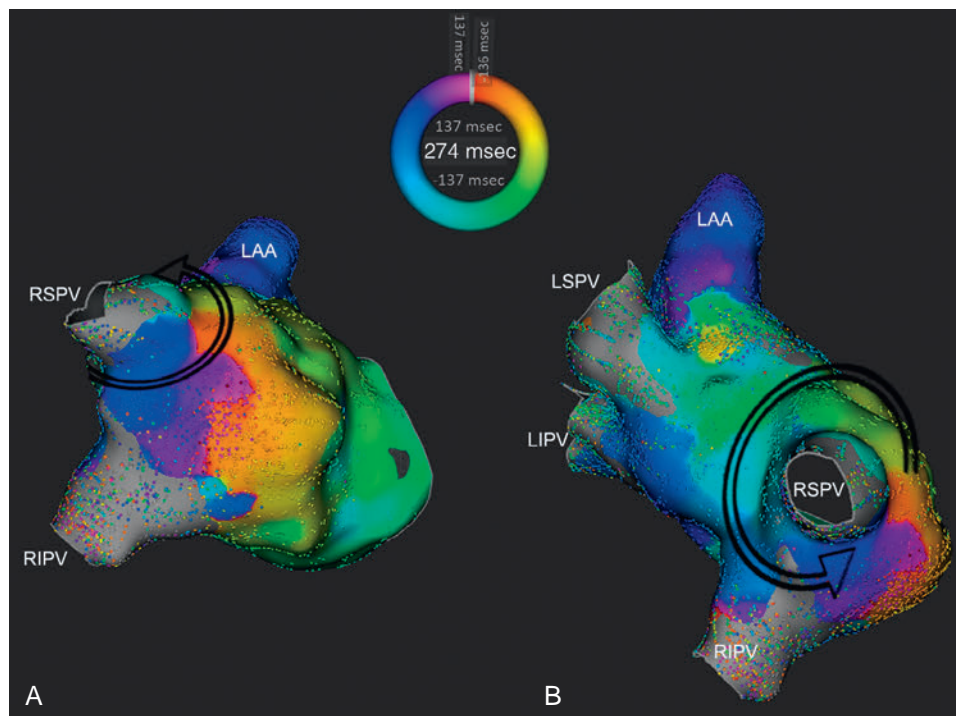 137 msec
-136 msec
137 msec
274 msec
-137 msec
LAA
RSPV
RIPV
A
LAA
LSPV
LIPV
RSPV
RIPV
B